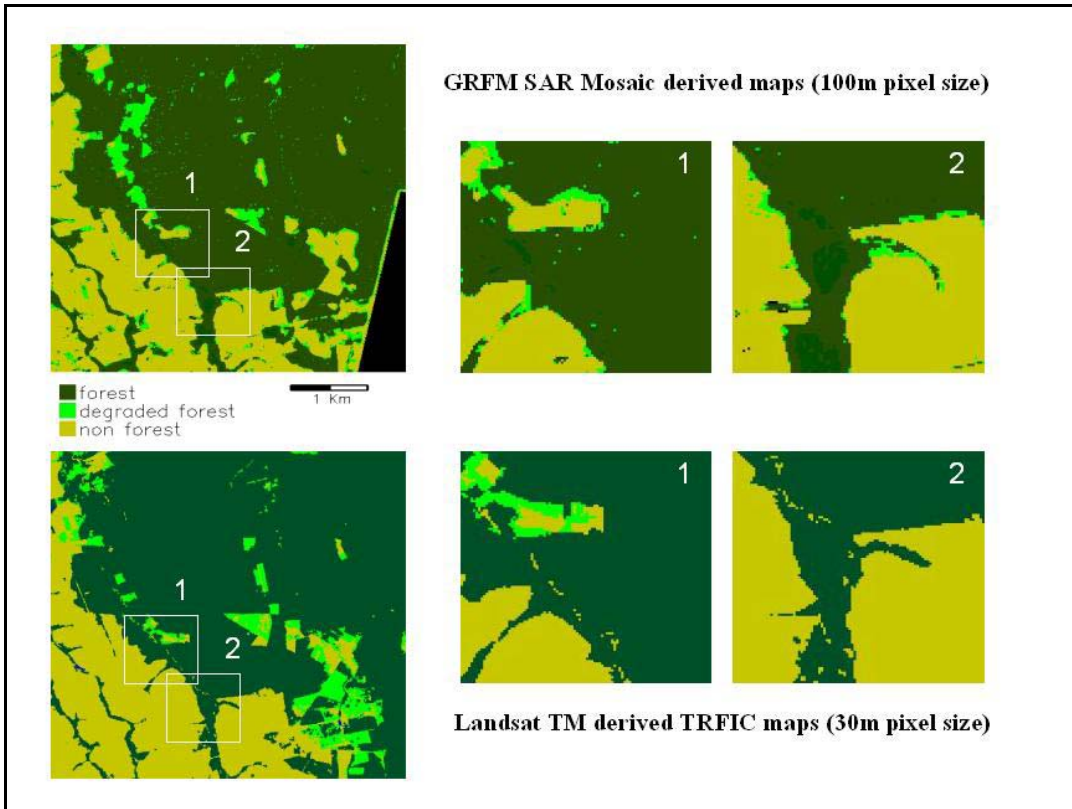 GRFM SAR Mosaic derived maps (100m pixel size)
1
2
1
2
forest
degraded forest
non forest
1 Km
1
2
1
2
Landsat TM derived TRFIC maps (30m pixel size)